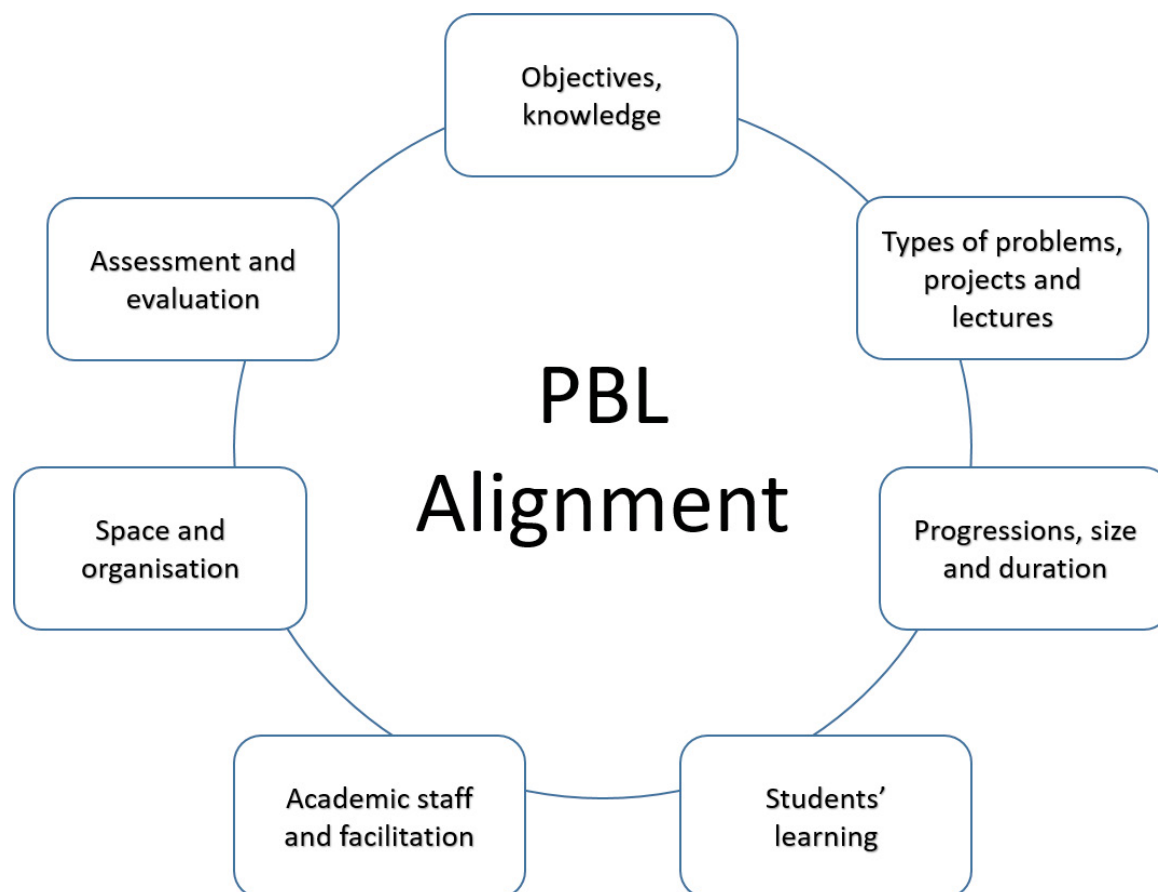 Objectives,
knowledge
Types of problems,
projects and
lectures
Progressions, size
and duration
Students’
learning
Academic staff
and facilitation
Space and
organisation
Assessment and
evaluation
PBL
Alignment